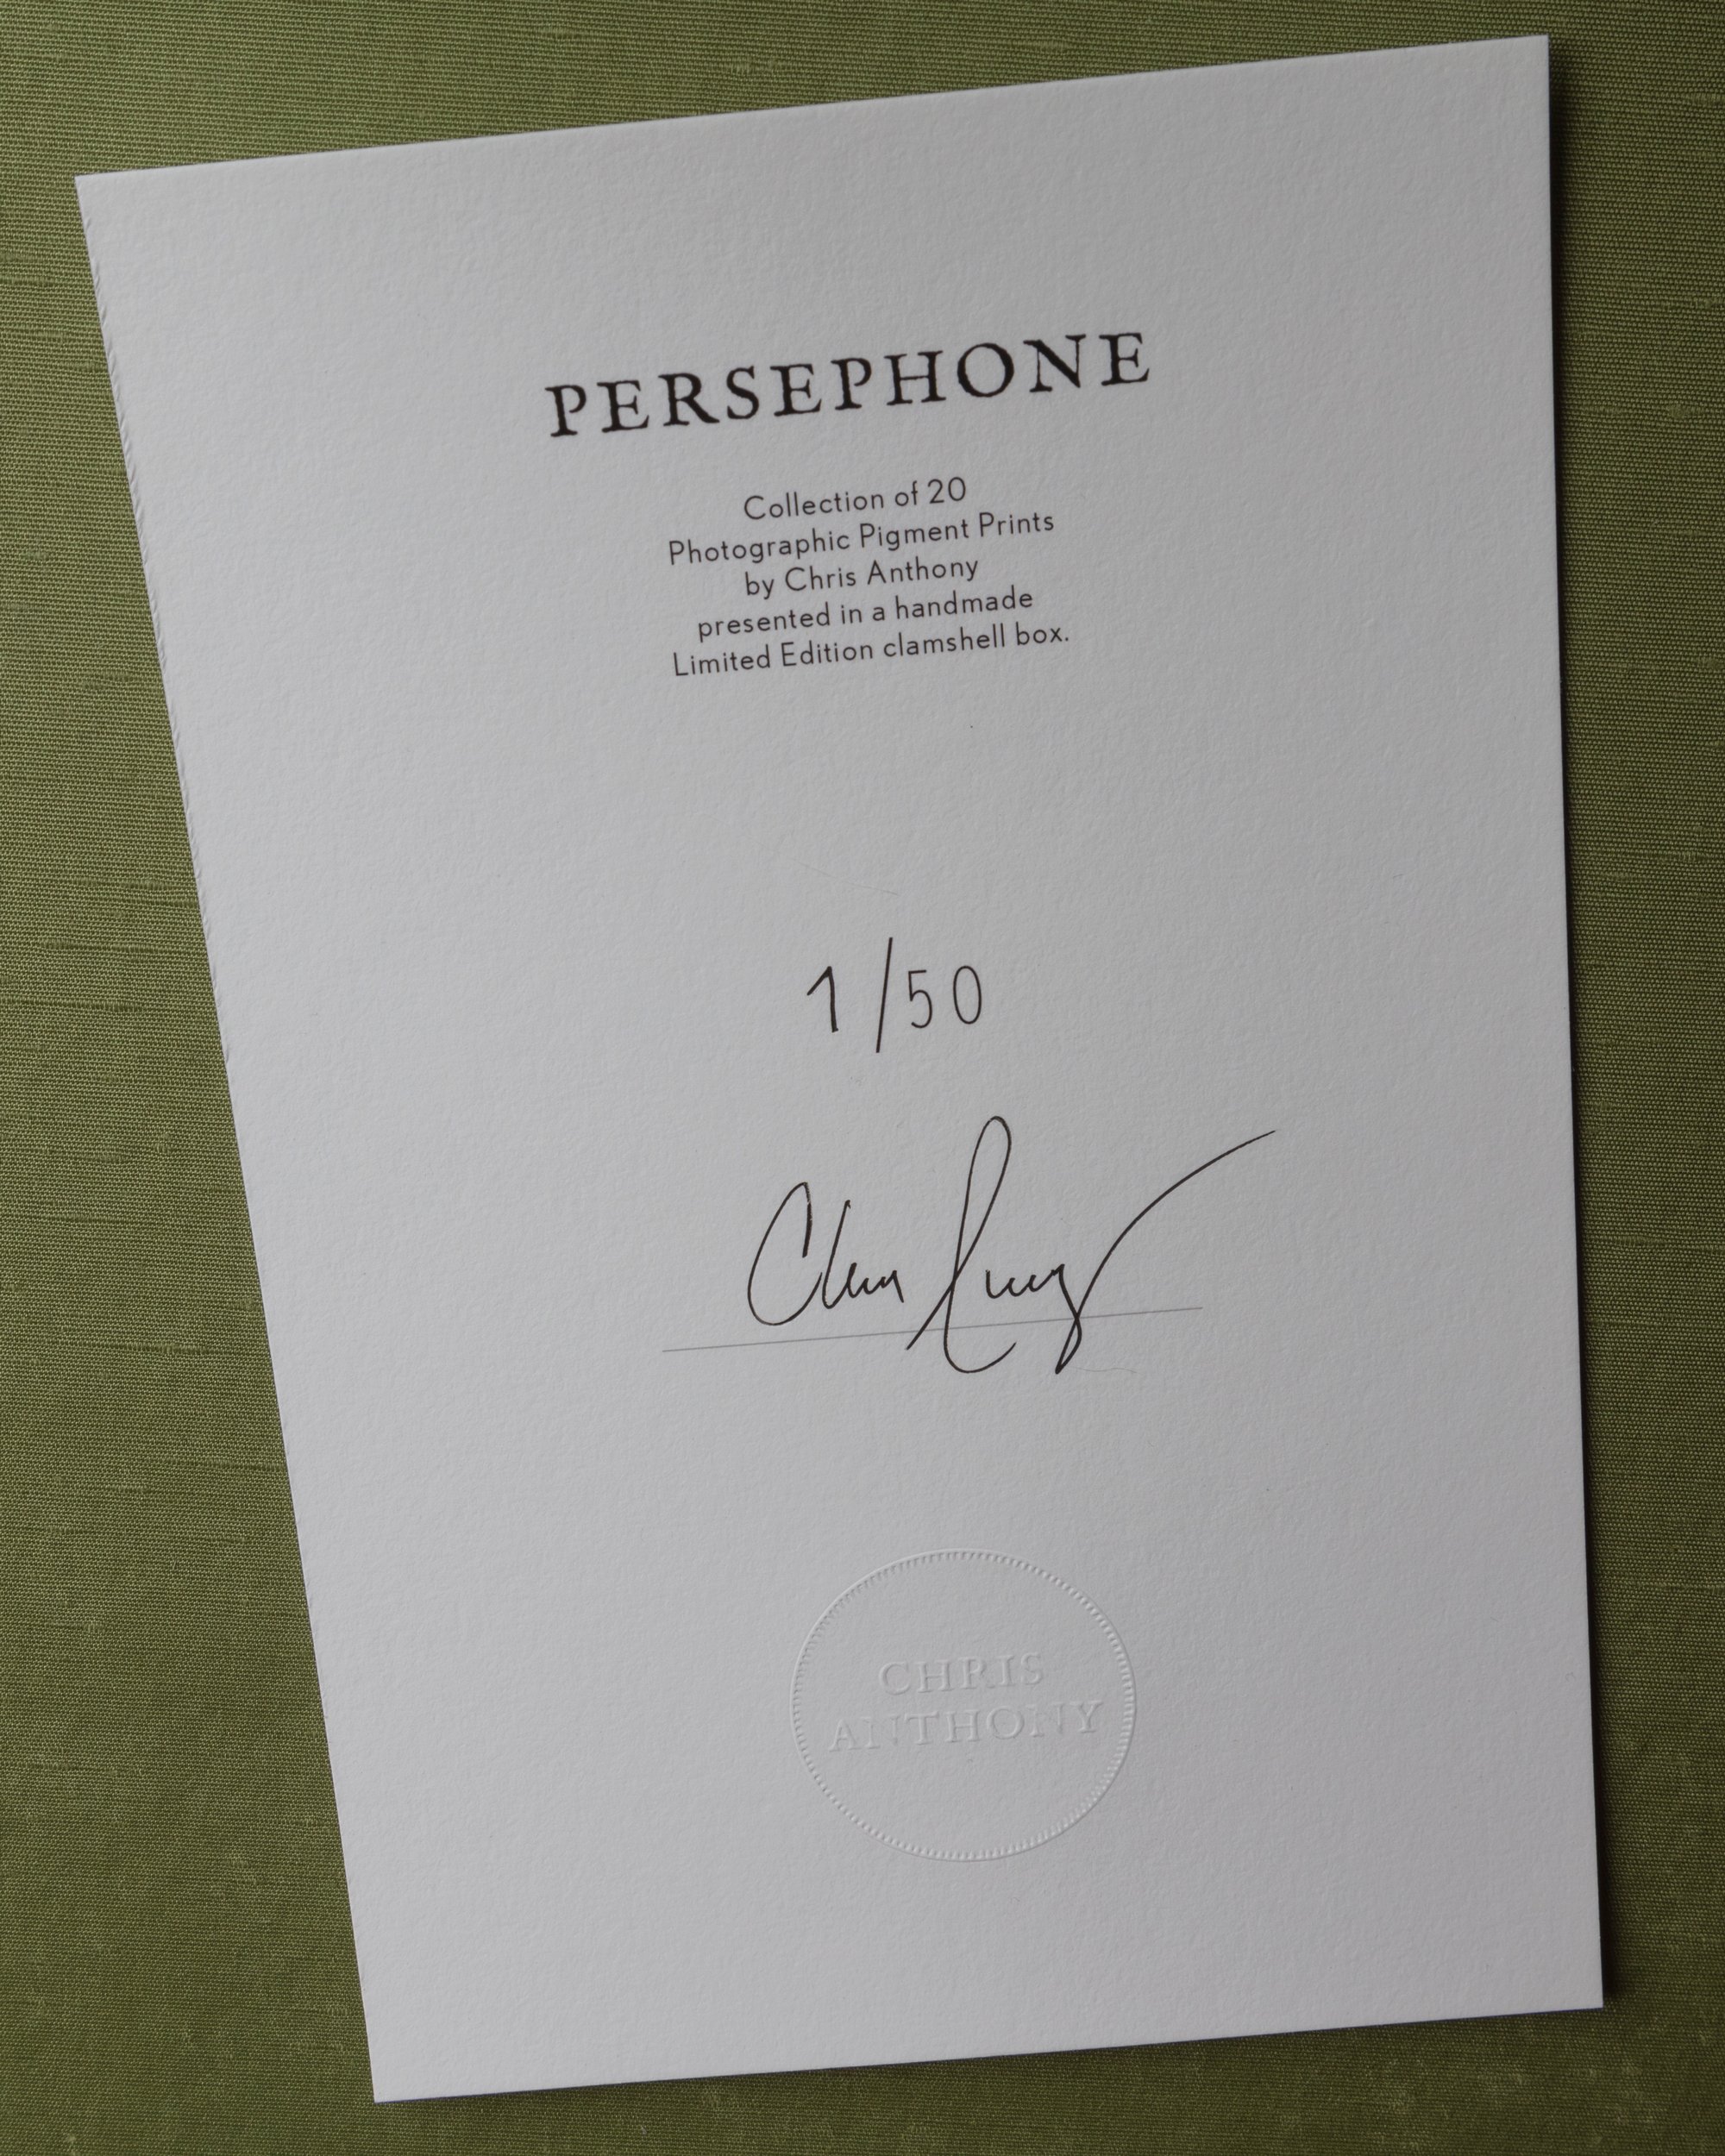 PERSEPHONE
Collection of 20
Photographic Pigment Prints
by Chris Anthony
presented in a handmade
Limited Edition clamshell box.
1/50
CHRIS
ANTHONY